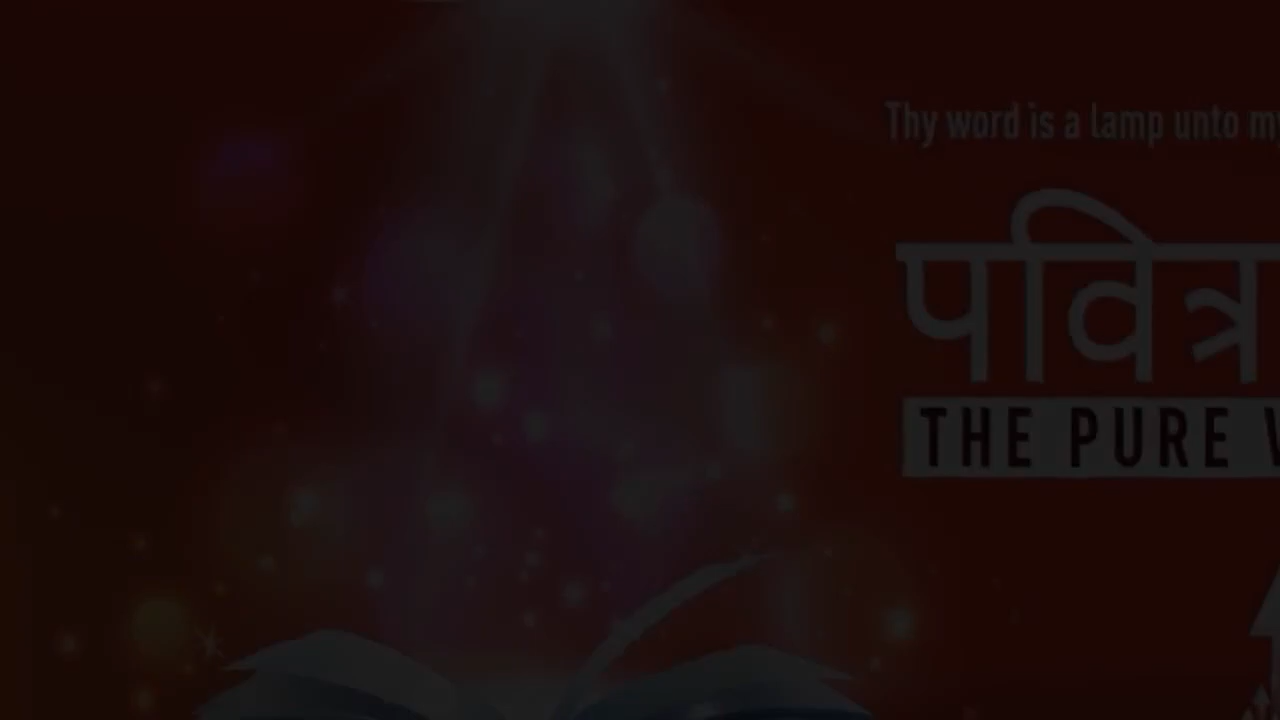 Thy word is a lamp unto
पवित्र
THE PURE